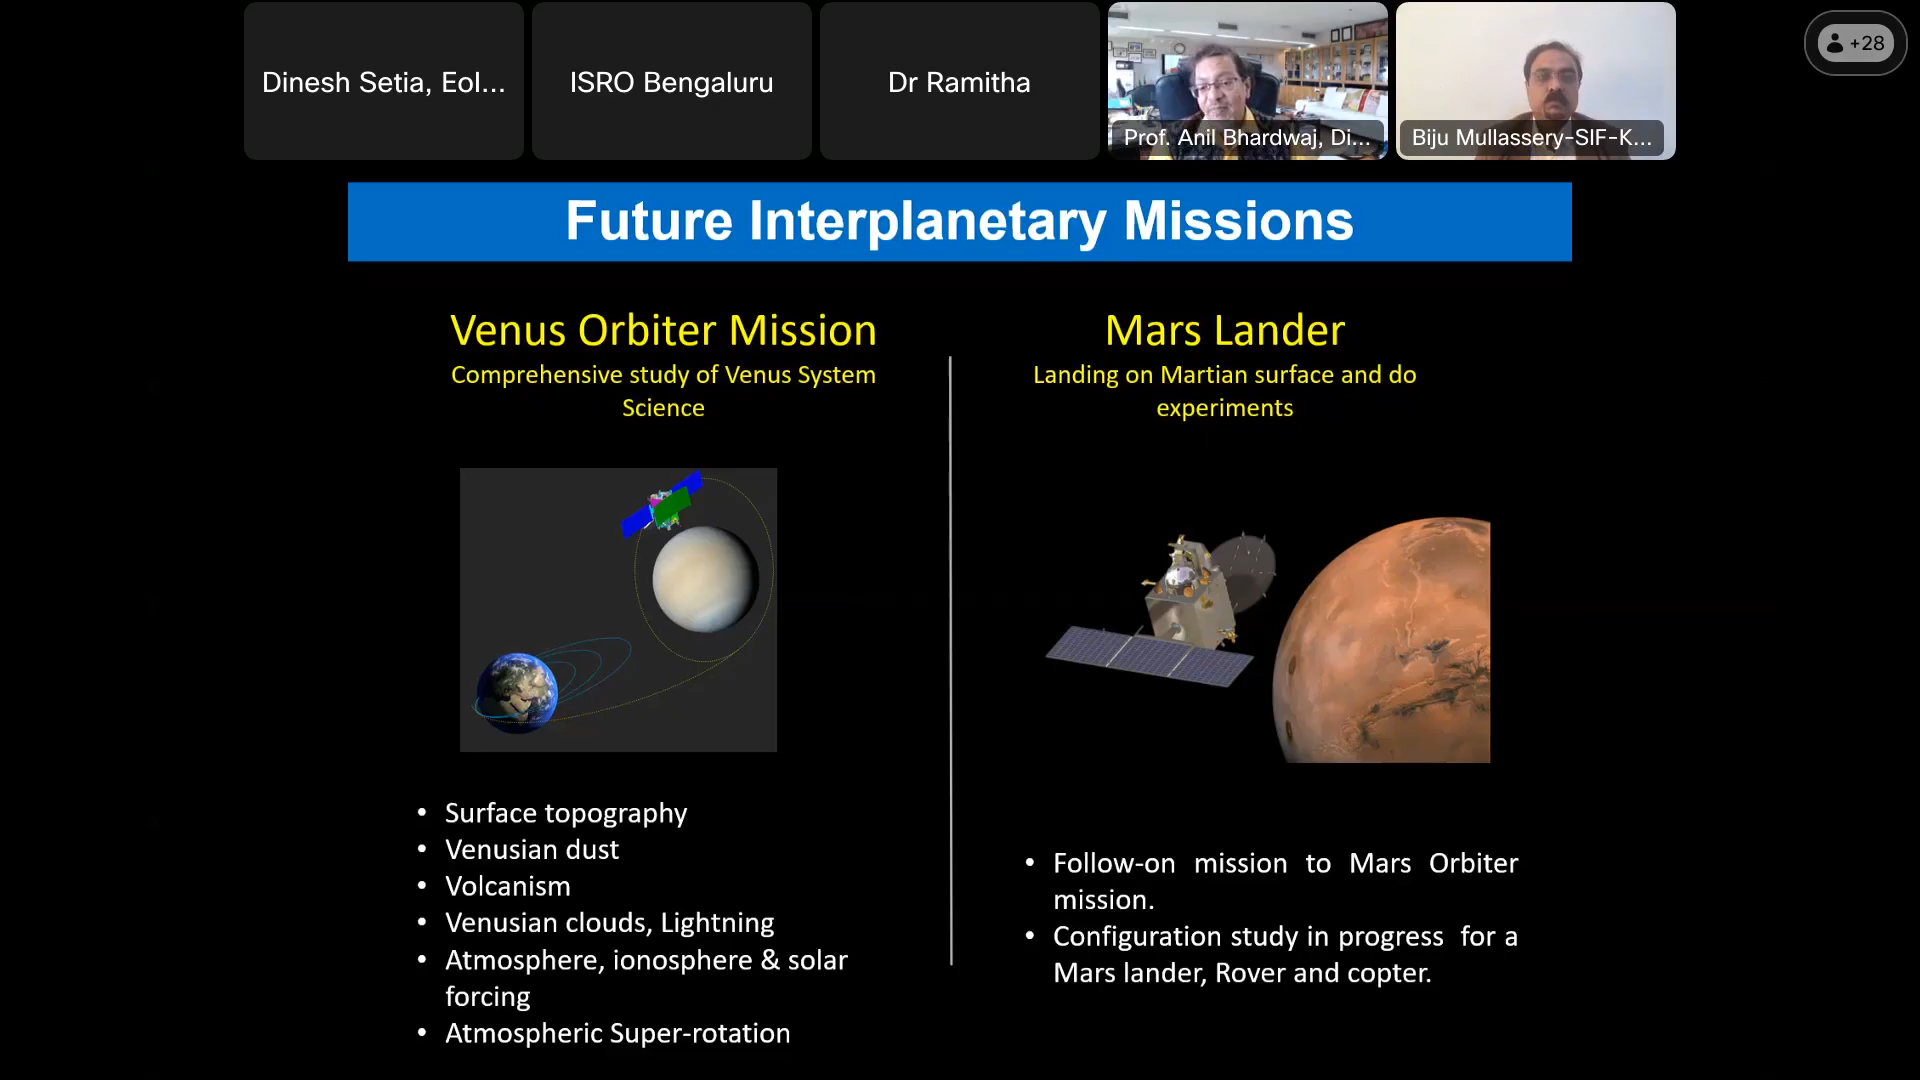 Dinesh Setia, Eol...
ISRO Bengaluru
Dr Ramitha
Prof. Anil Bhardwaj, Di...
Biju Mullassery-SIF-K...
+28
Future Interplanetary Missions
Venus Orbiter Mission
Comprehensive study of Venus System
Science
• Surface topography
• Venusian dust
• Volcanism
• Venusian clouds, Lightning
• Atmosphere, ionosphere & solar
forcing
• Atmospheric Super-rotation
Mars Lander
Landing on Martian surface and do
experiments
• Follow-on mission to Mars Orbiter
mission.
• Configuration study in progress for a
Mars lander, Rover and copter.